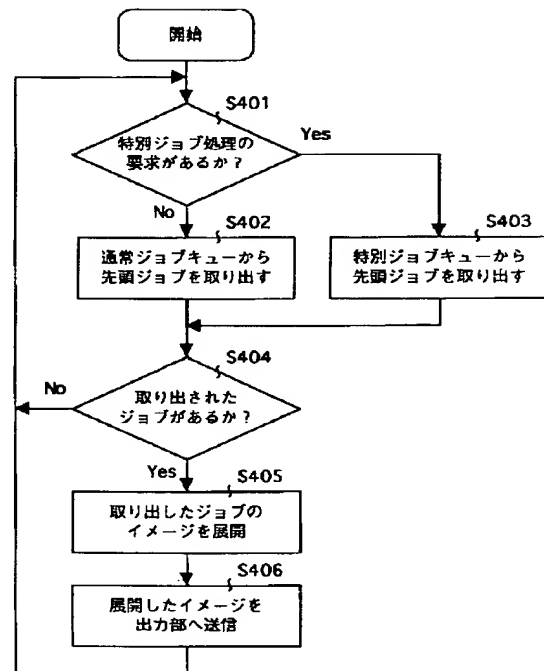 開始
S401
特別ジョブ処理の
要求があるか？
Yes
No
S402
通常ジョブキューから
先頭ジョブを取り出す
S403
特別ジョブキューから
先頭ジョブを取り出す
S404
No
取り出された
ジョブがあるか？
Yes
S405
取り出したジョブの
イメージを展開
S406
展開したイメージを
出力部へ送信